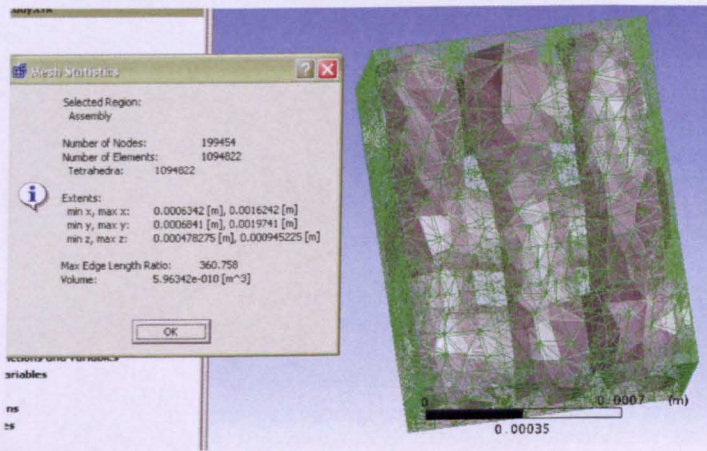 Mesh Statistics
Selected Region:
Assembly
Number of Nodes: 199454
Number of Elements: 1094822
Tetrahedra: 1094822
Extents:
min x, max x: 0.0006342 [m], 0.0016242 [m]
min y, max y: 0.0006841 [m], 0.0019741 [m]
min z, max z: 0.000478275 [m], 0.000945225 [m]
Max Edge Length Ratio: 360.758
Volume: 5.96342e-010 [m^3]
OK
ariables
ns
es
0 0.0007 (m)
0.00035